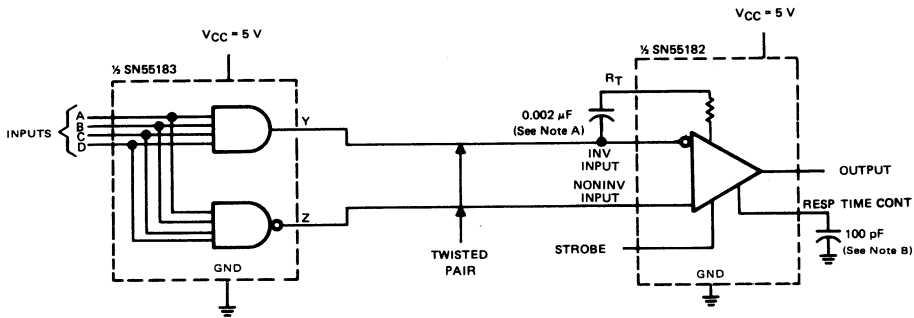 VCC = 5 V
½ SN55183
INPUTS
A
B
C
D
Y
Z
GND
TWISTED
PAIR
VCC = 5 V
½ SN55182
RT
0.002 µF
(See Note A)
INV
INPUT
NONINV
INPUT
STROBE
OUTPUT
RESP TIME CONT
100 pF
(See Note B)
GND